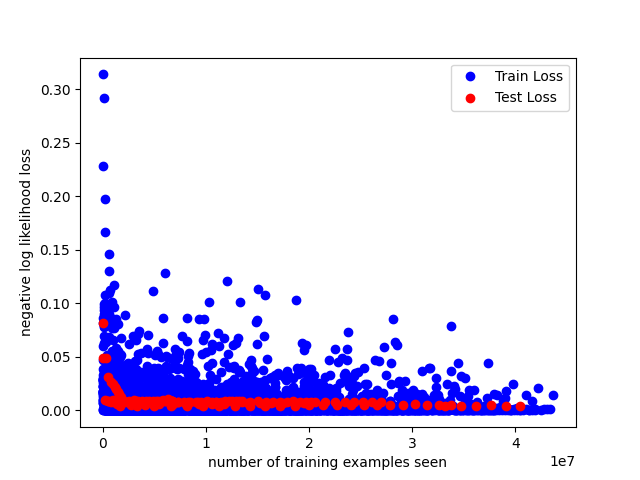 Train Loss
Test Loss
negative log likelihood loss
0.30
0.25
0.20
0.15
0.10
0.05
0.00
0 1 2 3 4
1e7
number of training examples seen